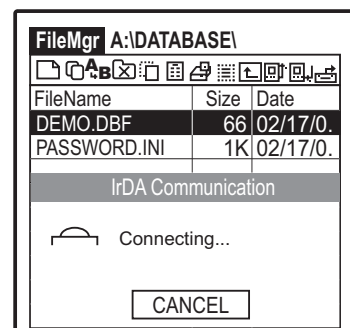 FileMgr A:\DATABASE\
A B
FileName Size Date
DEMO.DBF 66 02/17/0.
PASSWORD.INI 1K 02/17/0.
IrDA Communication
Connecting...
CANCEL